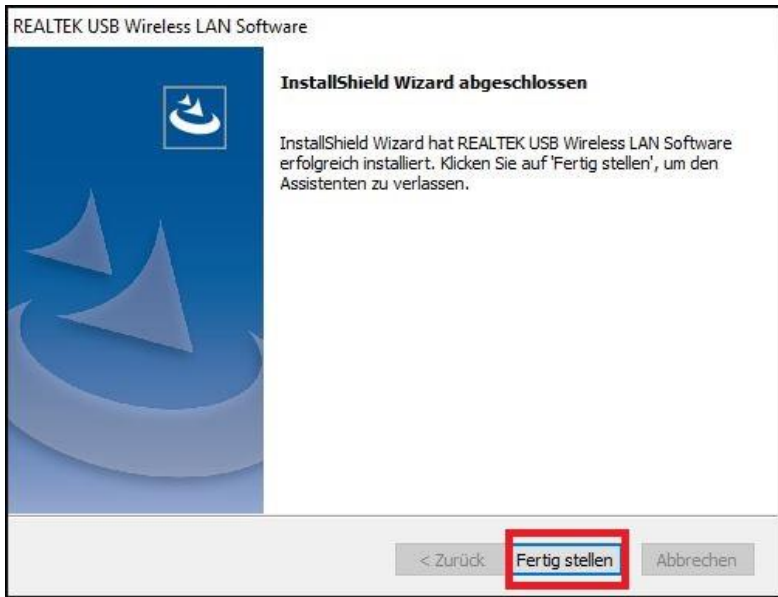 REALTEK USB Wireless LAN Software
InstallShield Wizard abgeschlossen
InstallShield Wizard hat REALTEK USB Wireless LAN Software
erfolgreich installiert. Klicken Sie auf 'Fertig stellen', um den
Assistenten zu verlassen.
< Zurück Fertig stellen Abbrechen